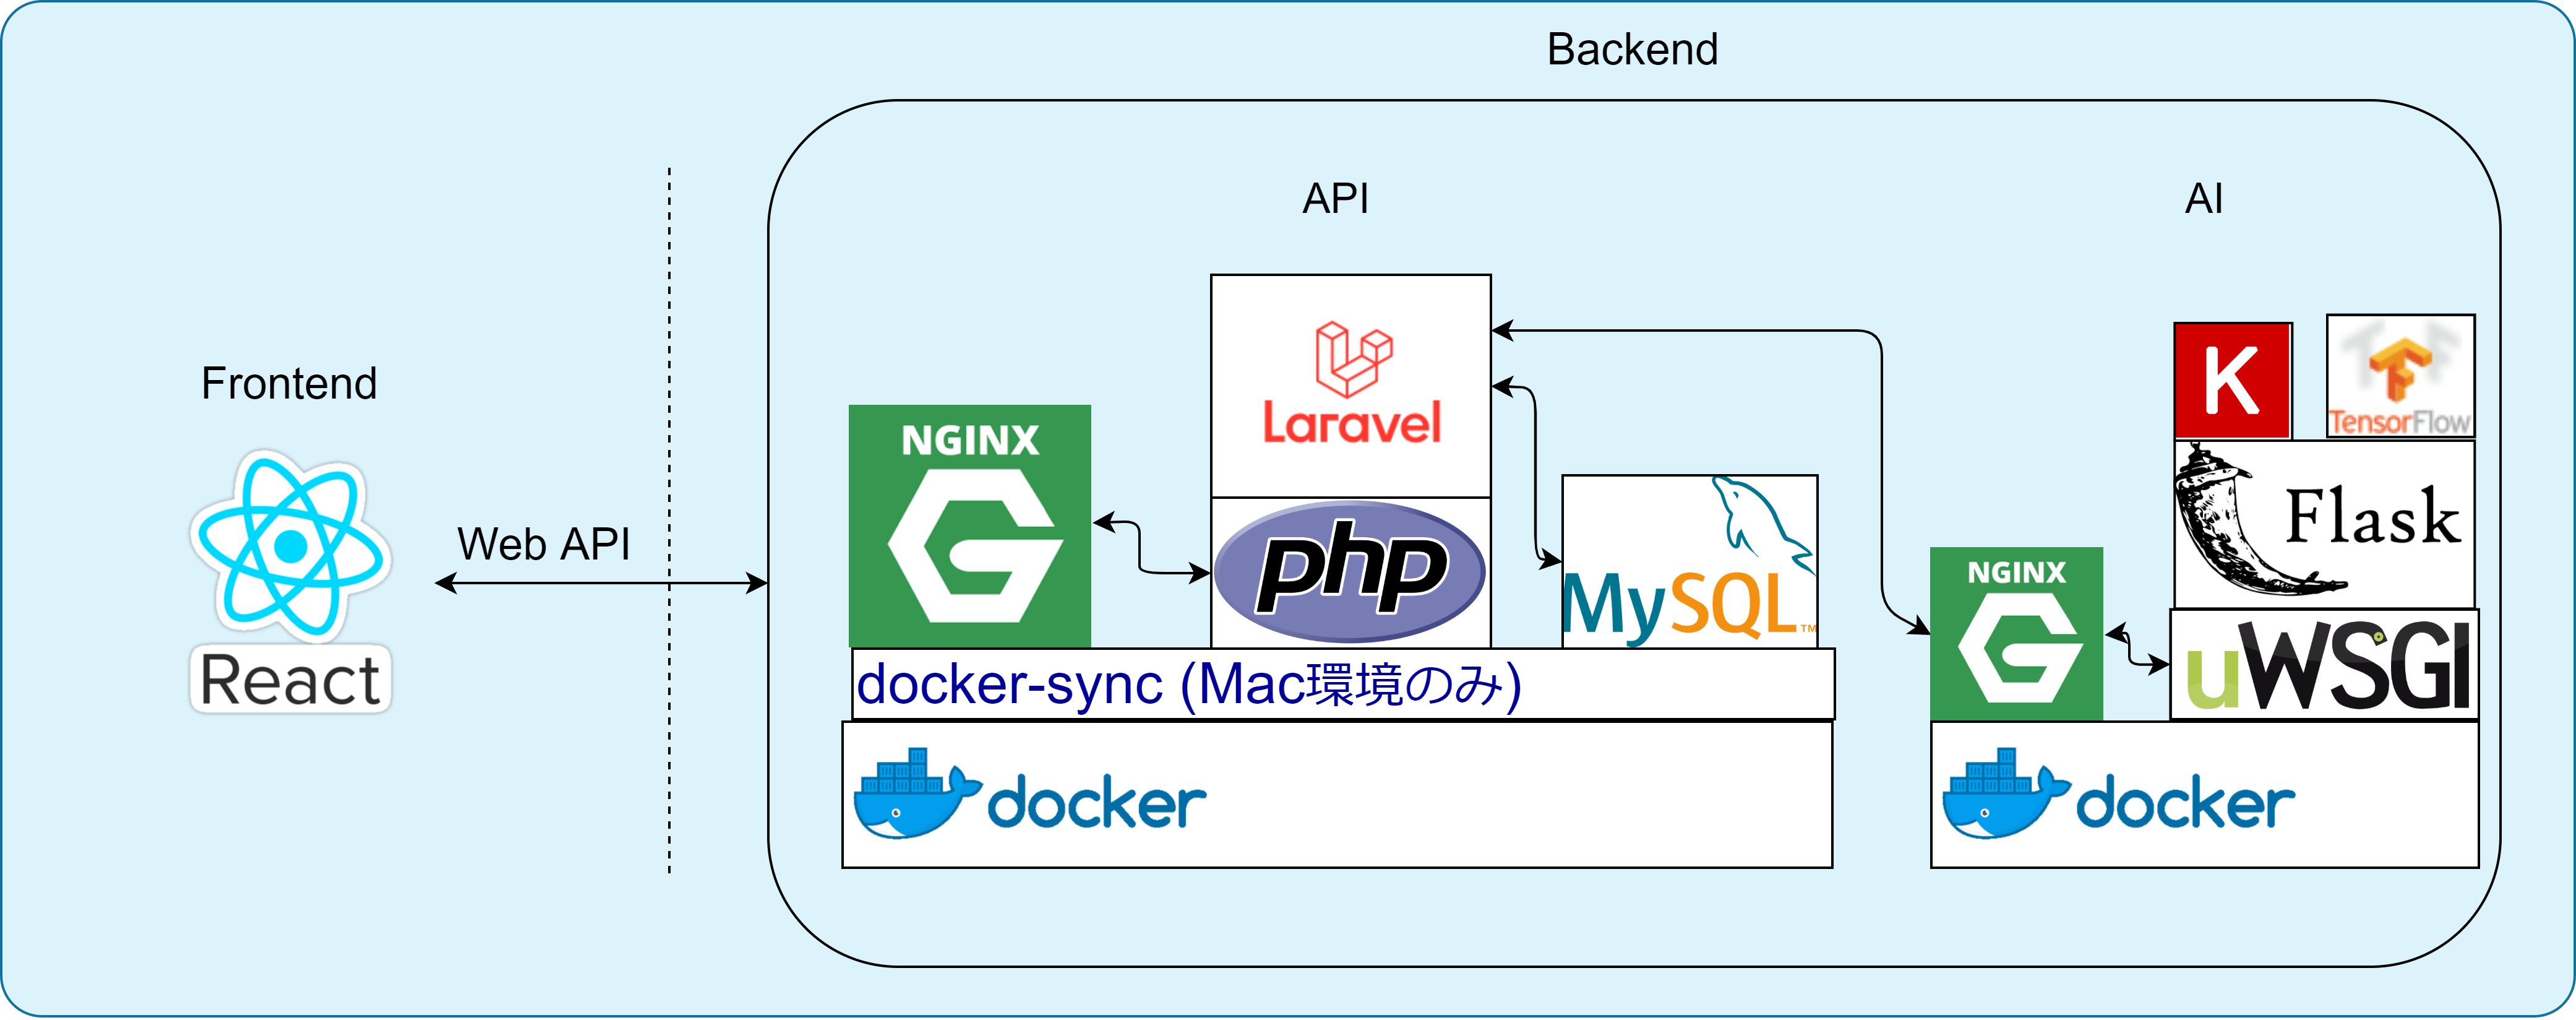 Backend
API
AI
Frontend
Web API
React
NGINX
Laravel
php
MySQL™
docker-sync (Mac環境のみ)
docker
K
TensorFlow
Flask
NGINX
uWSGI
docker